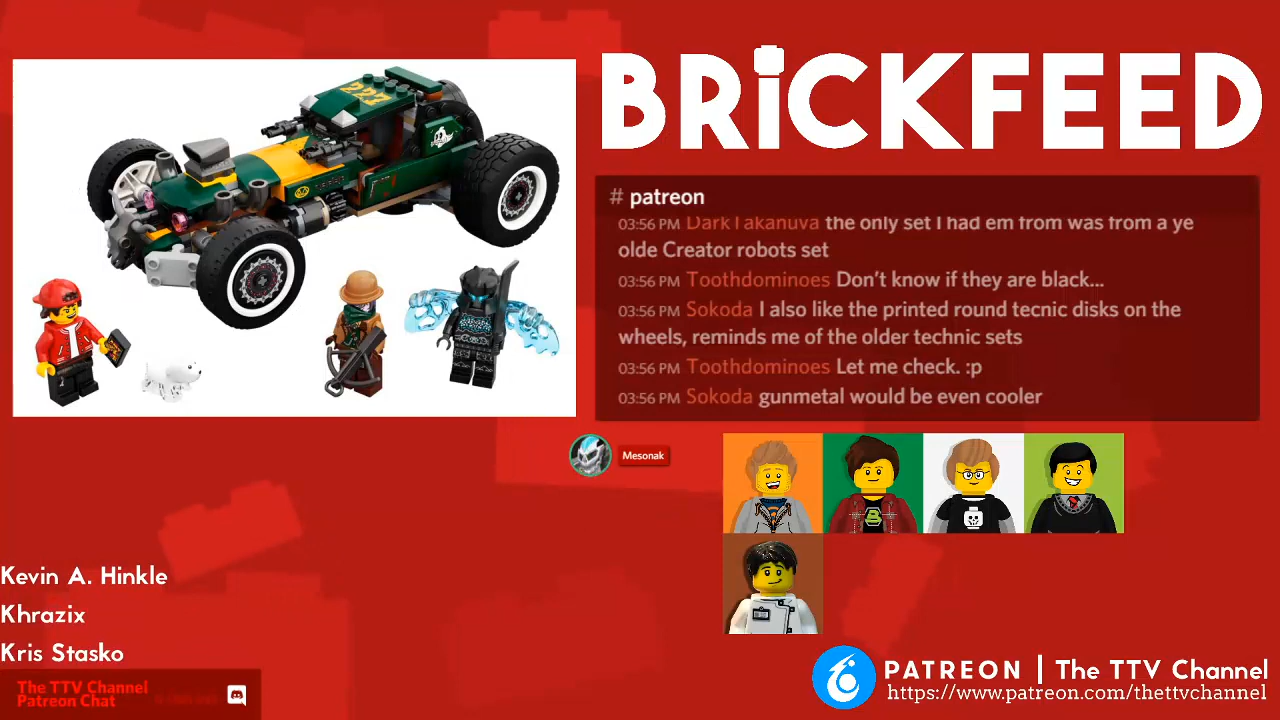 BRICKFEED
# patreon
03:56 PM DarkTakanuva the only set I had em from was from a ye
olde Creator robots set
03:56 PM Toothdominoes Don't know if they are black...
03:56 PM Sokoda I also like the printed round tecnic disks on the
wheels, reminds me of the older technic sets
03:56 PM Toothdominoes Let me check. :p
03:56 PM Sokoda gunmetal would be even cooler
Mesonak
Kevin A. Hinkle
Khrazix
Kris Stasko
The TTV Channel
Patreon Chat
PATREON | The TTV Channel
https://www.patreon.com/thettvchannel